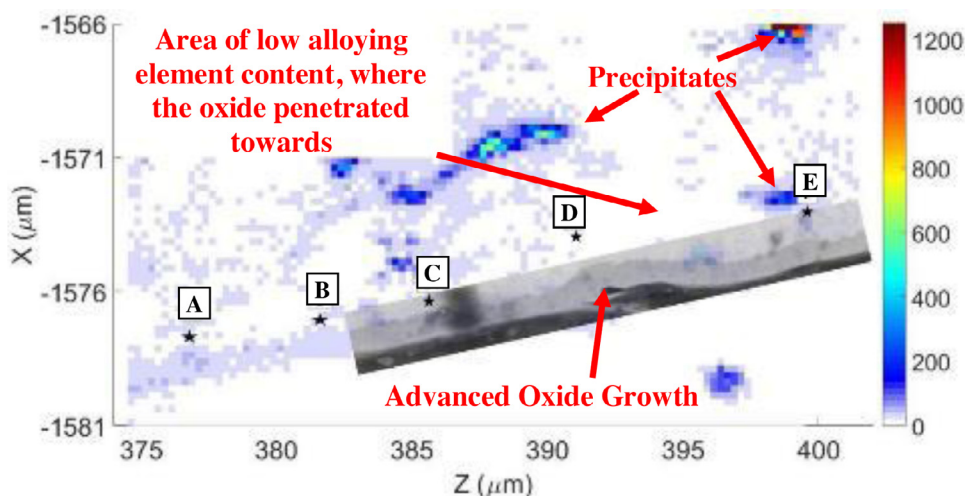 -1566
-1571
-1576
-1581
X (μm)
Area of low alloying
element content, where
the oxide penetrated
towards
Precipitates
A
B
C
D
E
Advanced Oxide Growth
375
380
385
390
395
400
Z (μm)
1200
1000
800
600
400
200
0